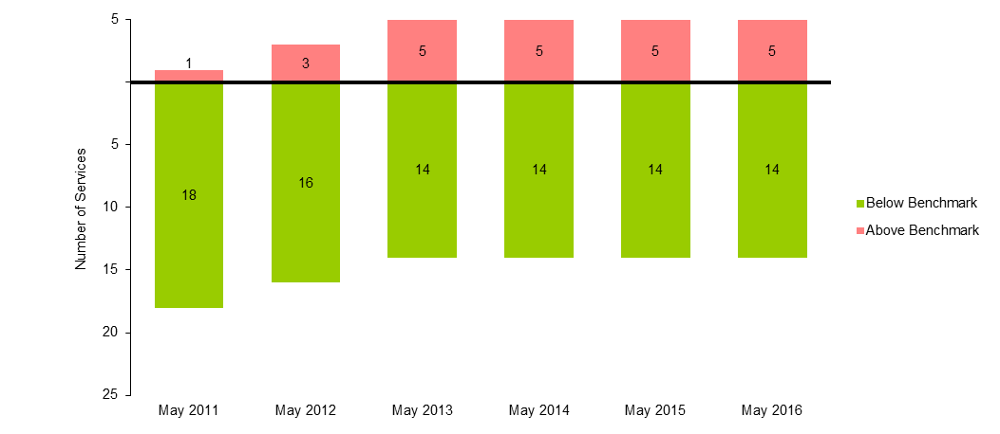 5
5
10
15
20
25
Number of Services
1
3
5
5
5
5
18
16
14
14
14
14
May 2011
May 2012
May 2013
May 2014
May 2015
May 2016
Below Benchmark
Above Benchmark